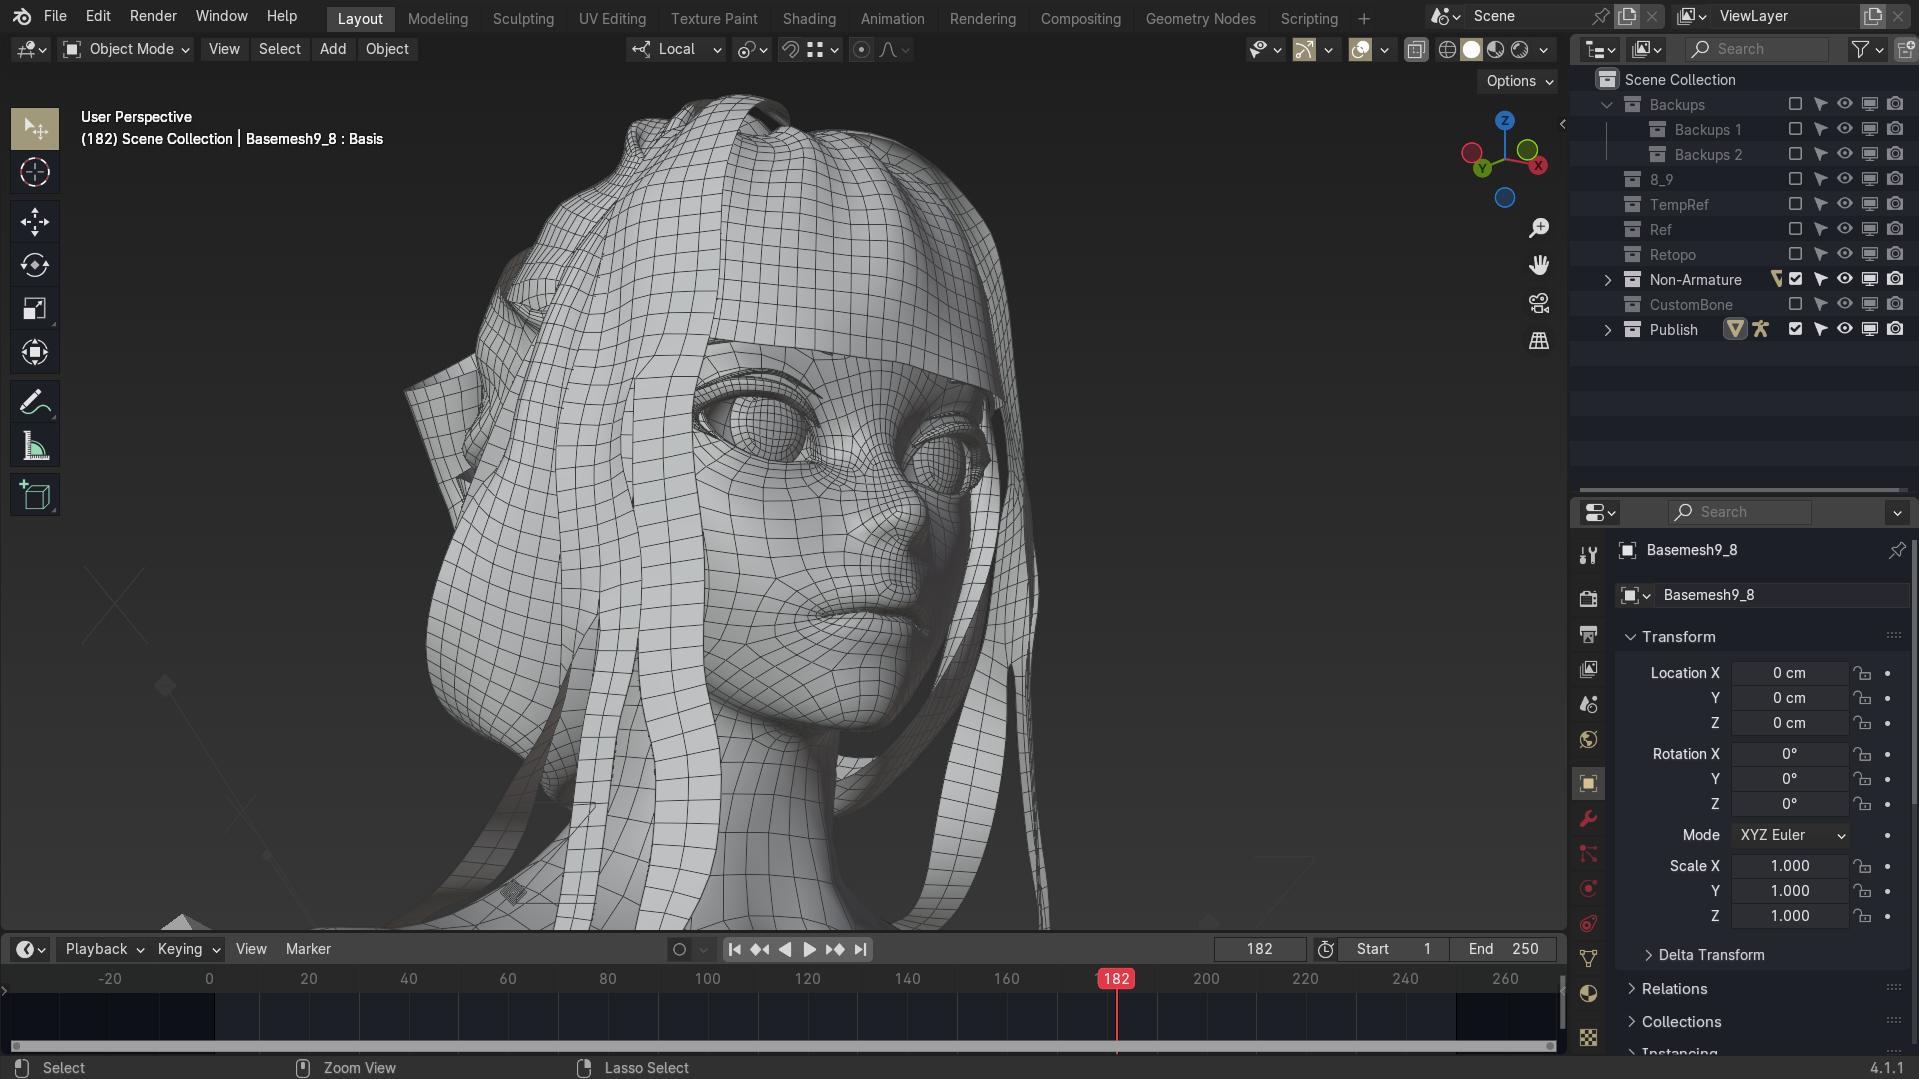 File Edit Render Window Help Layout Modeling Sculpting UV Editing Texture Paint Shading Animation Rendering Compositing Geometry Nodes Scripting + Scene ViewLayer
Object Mode View Select Add Object Local Search
Options
User Perspective
(182) Scene Collection | Basemesh9_8 : Basis
Z
X
Y
Scene Collection
Backups
Backups 1
Backups 2
8_9
TempRef
Ref
Retopo
Non-Armature
CustomBone
Publish
Search
Basemesh9_8
Basemesh9_8
Transform
Location X 0 cm
Y 0 cm
Z 0 cm
Rotation X 0°
Y 0°
Z 0°
Mode XYZ Euler
Scale X 1.000
Y 1.000
Z 1.000
Delta Transform
Relations
Collections
Instancing
Playback Keying View Marker 182 Start 1 End 250
-20 0 20 40 60 80 100 120 140 160 182 200 220 240 260
Select Zoom View Lasso Select 4.1.1